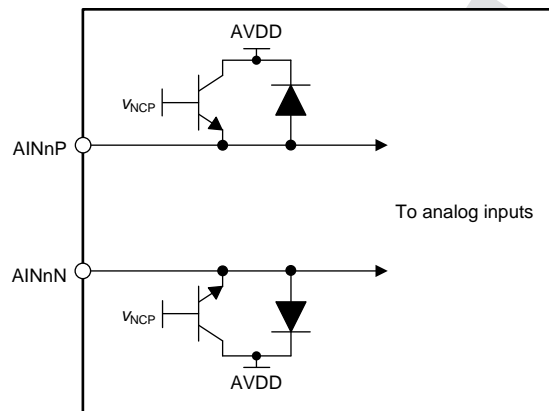 AVDD
vNCP
AINnP
To analog inputs
AINnN
vNCP
AVDD